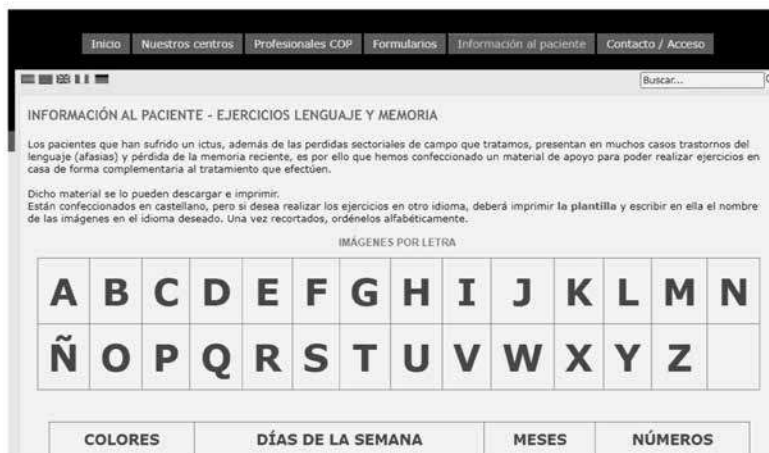 Inicio Nuestros centros Profesionales COP Formularios Información al paciente Contacto / Acceso
Buscar...
INFORMACIÓN AL PACIENTE - EJERCICIOS LENGUAJE Y MEMORIA
Los pacientes que han sufrido un ictus, además de las perdidas sectoriales de campo que tratamos, presentan en muchos casos trastornos del
lenguaje (afasias) y pérdida de la memoria reciente, es por ello que hemos confeccionado un material de apoyo para poder realizar ejercicios en
casa de forma complementaria al tratamiento que efectúen.
Dicho material se lo pueden descargar e imprimir.
Están confeccionados en castellano, pero si desea realizar los ejercicios en otro idioma, deberá imprimir la plantilla y escribir en ella el nombre
de las imágenes en el idioma deseado. Una vez recortados, ordénelos alfabéticamente.
IMÁGENES POR LETRA
A B C D E F G H I J K L M N
Ñ O P Q R S T U V W X Y Z
COLORES DÍAS DE LA SEMANA MESES NÚMEROS